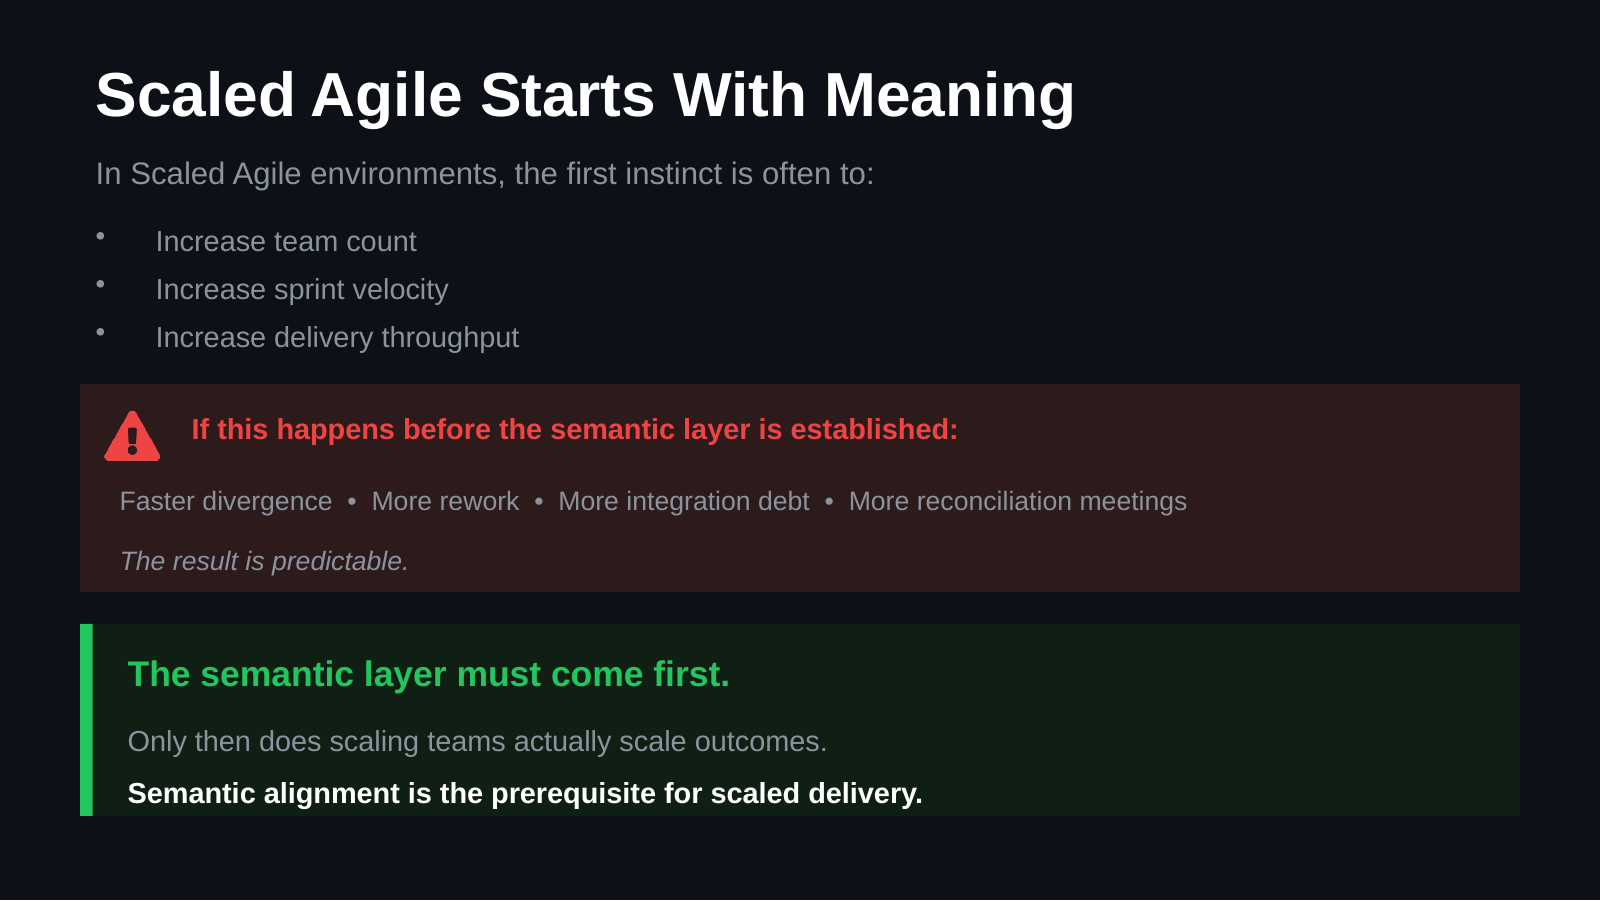 Scaled Agile Starts With Meaning
In Scaled Agile environments, the first instinct is often to:
• Increase team count
• Increase sprint velocity
• Increase delivery throughput
If this happens before the semantic layer is established:
Faster divergence • More rework • More integration debt • More reconciliation meetings
The result is predictable.
The semantic layer must come first.
Only then does scaling teams actually scale outcomes.
Semantic alignment is the prerequisite for scaled delivery.